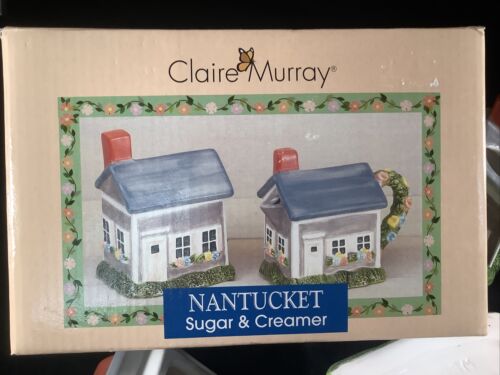 Claire Murray®
NANTUCKET
Sugar & Creamer